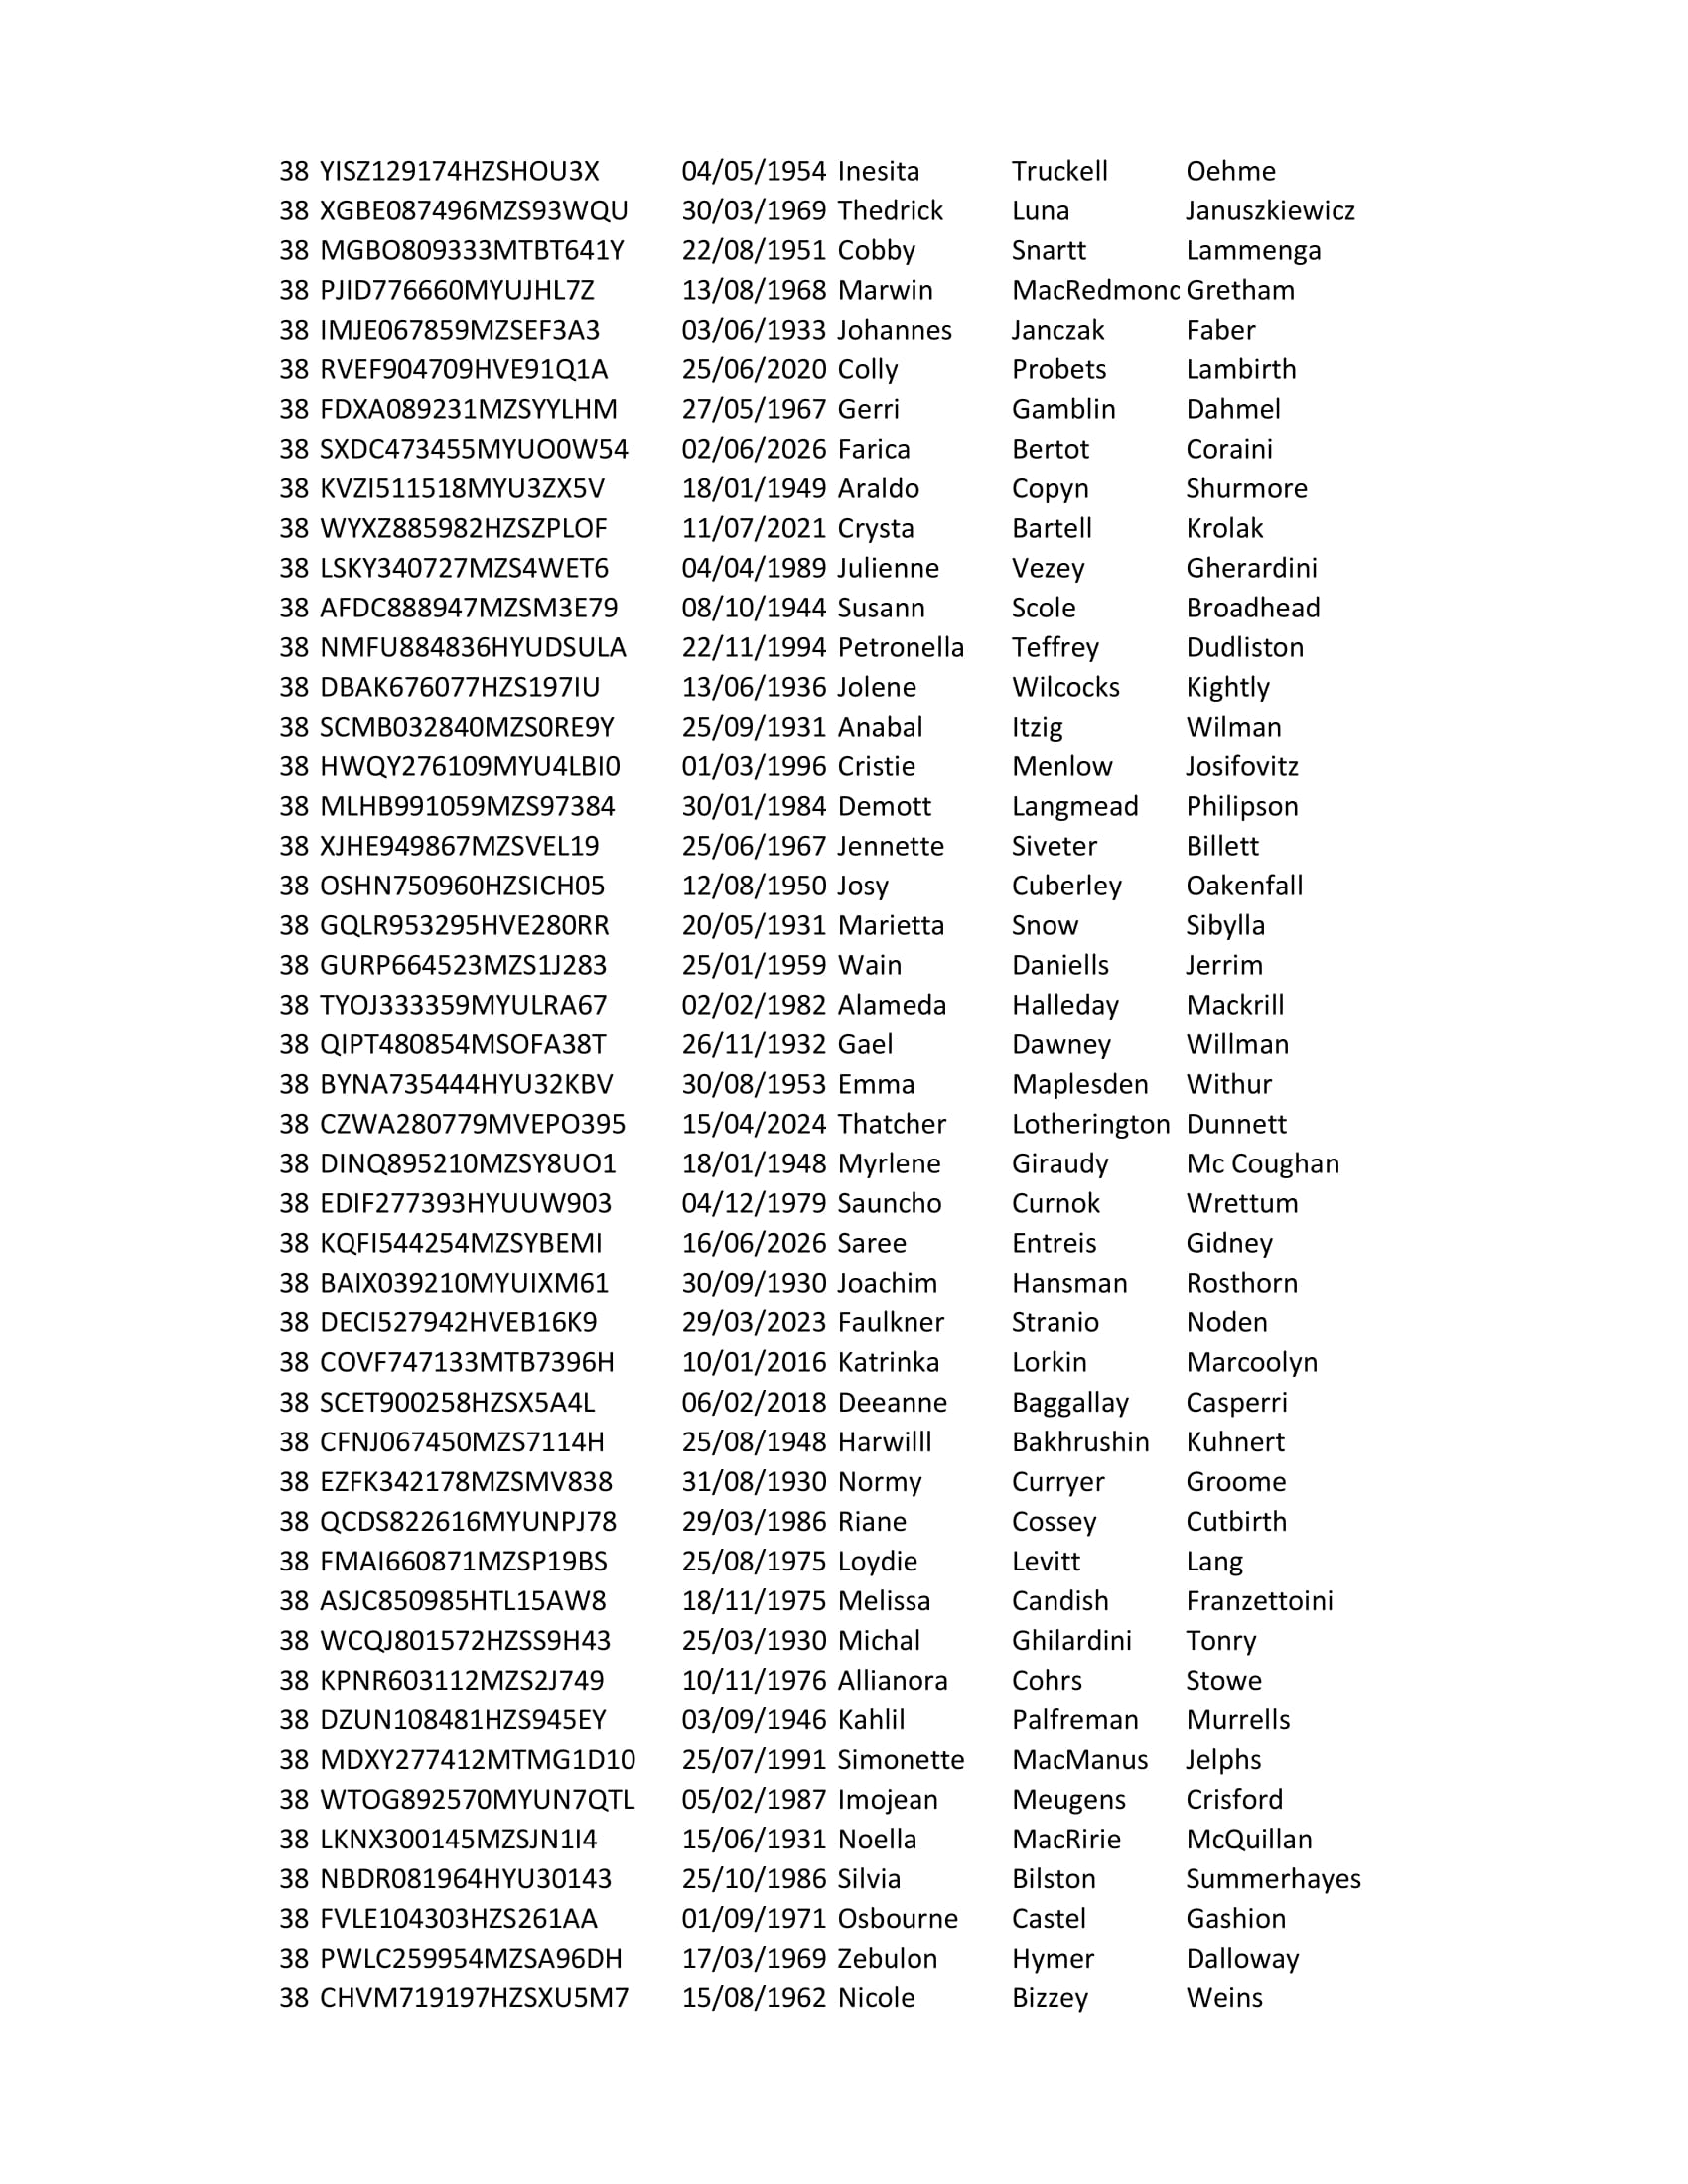 38 YISZ129174HZSHOU3X 04/05/1954 Inesita Truckell Oehme
38 XGBE087496MZS93WQU 30/03/1969 Thedrick Luna Januszkiewicz
38 MGBO809333MTBT641Y 22/08/1951 Cobby Snartt Lammenga
38 PJID776660MYUJHL7Z 13/08/1968 Marwin MacRedmonc Gretham
38 IMJE067859MZSEF3A3 03/06/1933 Johannes Janczak Faber
38 RVEF904709HVE91Q1A 25/06/2020 Colly Probets Lambirth
38 FDXA089231MZSYYLHM 27/05/1967 Gerri Gamblin Dahmel
38 SXDC473455MYUO0W54 02/06/2026 Farica Bertot Coraini
38 KVZI511518MYU3ZX5V 18/01/1949 Araldo Copyn Shurmore
38 WYXZ885982HZSZPLOF 11/07/2021 Crysta Bartell Krolak
38 LSKY340727MZS4WET6 04/04/1989 Julienne Vezey Gherardini
38 AFDC888947MZSM3E79 08/10/1944 Susann Scole Broadhead
38 NMFU884836HYUDSULA 22/11/1994 Petronella Teffrey Dudliston
38 DBAK676077HZS197IU 13/06/1936 Jolene Wilcocks Kightly
38 SCMB032840MZS0RE9Y 25/09/1931 Anabal Itzig Wilman
38 HWQY276109MYU4LBI0 01/03/1996 Cristie Menlow Josifovitz
38 MLHB991059MZS97384 30/01/1984 Demott Langmead Philipson
38 XJHE949867MZSVEL19 25/06/1967 Jennette Siveter Billett
38 OSHN750960HZSICH05 12/08/1950 Josy Cuberley Oakenfall
38 GQLR953295HVE280RR 20/05/1931 Marietta Snow Sibylla
38 GURP664523MZS1J283 25/01/1959 Wain Daniells Jerrim
38 TYOJ333359MYULRA67 02/02/1982 Alameda Halleday Mackrill
38 QIPT480854MSOFA38T 26/11/1932 Gael Dawney Willman
38 BYNA735444HYU32KBV 30/08/1953 Emma Maplesden Withur
38 CZWA280779MVEPO395 15/04/2024 Thatcher Lotherington Dunnett
38 DINQ895210MZSY8UO1 18/01/1948 Myrlene Giraudy Mc Coughan
38 EDIF277393HYUUW903 04/12/1979 Sauncho Curnok Wrettum
38 KQFI544254MZSYBEMI 16/06/2026 Saree Entreis Gidney
38 BAIX039210MYUIXM61 30/09/1930 Joachim Hansman Rosthorn
38 DECI527942HVEB16K9 29/03/2023 Faulkner Stranio Noden
38 COVF747133MTB7396H 10/01/2016 Katrinka Lorkin Marcoolyn
38 SCET900258HZSX5A4L 06/02/2018 Deeanne Baggallay Casperri
38 CFNJ067450MZS7114H 25/08/1948 Harwilll Bakhrushin Kuhnert
38 EZFK342178MZSMV838 31/08/1930 Normy Curryer Groome
38 QCDS822616MYUNPJ78 29/03/1986 Riane Cossey Cutbirth
38 FMAI660871MZSP19BS 25/08/1975 Loydie Levitt Lang
38 ASJC850985HTL15AW8 18/11/1975 Melissa Candish Franzettoini
38 WCQJ801572HZSS9H43 25/03/1930 Michal Ghilardini Tonry
38 KPNR603112MZS2J749 10/11/1976 Allianora Cohrs Stowe
38 DZUN108481HZS945EY 03/09/1946 Kahlil Palfreman Murrells
38 MDXY277412MTMG1D10 25/07/1991 Simonette MacManus Jelphs
38 WTOG892570MYUN7QTL 05/02/1987 Imojean Meugens Crisford
38 LKNX300145MZSJN1I4 15/06/1931 Noella MacRirie McQuillan
38 NBDR081964HYU30143 25/10/1986 Silvia Bilston Summerhayes
38 FVLE104303HZS261AA 01/09/1971 Osbourne Castel Gashion
38 PWLC259954MZSA96DH 17/03/1969 Zebulon Hymer Dalloway
38 CHVM719197HZSXU5M7 15/08/1962 Nicole Bizzey Weins